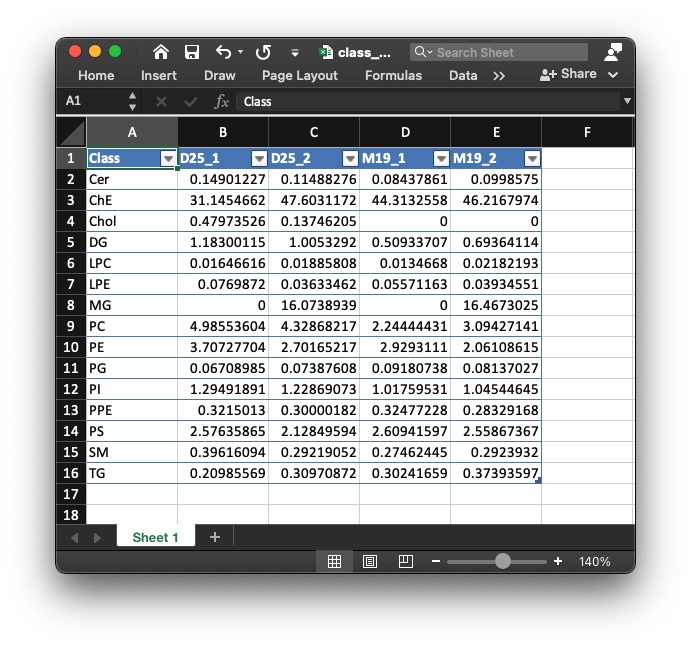 class_... Search Sheet
Home Insert Draw Page Layout Formulas Data >> Share
A1 fx Class
A B C D E F
1 Class D25_1 D25_2 M19_1 M19_2
2 Cer 0.14901227 0.11488276 0.08437861 0.0998575
3 ChE 31.1454662 47.6031172 44.3132558 46.2167974
4 Chol 0.47973526 0.13746205 0 0
5 DG 1.18300115 1.0053292 0.50933707 0.69364114
6 LPC 0.01646616 0.01885808 0.0134668 0.02182193
7 LPE 0.0769872 0.03633462 0.05571163 0.03934551
8 MG 0 16.0738939 0 16.4673025
9 PC 4.98553604 4.32868217 2.24444431 3.09427141
10 PE 3.70727704 2.70165217 2.9293111 2.06108615
11 PG 0.06708985 0.07387608 0.09180738 0.08137027
12 PI 1.29491891 1.22869073 1.01759531 1.04544645
13 PPE 0.3215013 0.30000182 0.32477228 0.28329168
14 PS 2.57635865 2.12849594 2.60941597 2.55867367
15 SM 0.39616094 0.29219052 0.27462445 0.2923932
16 TG 0.20985569 0.30970872 0.30241659 0.37393597
17
18
Sheet 1 +
- + 140%